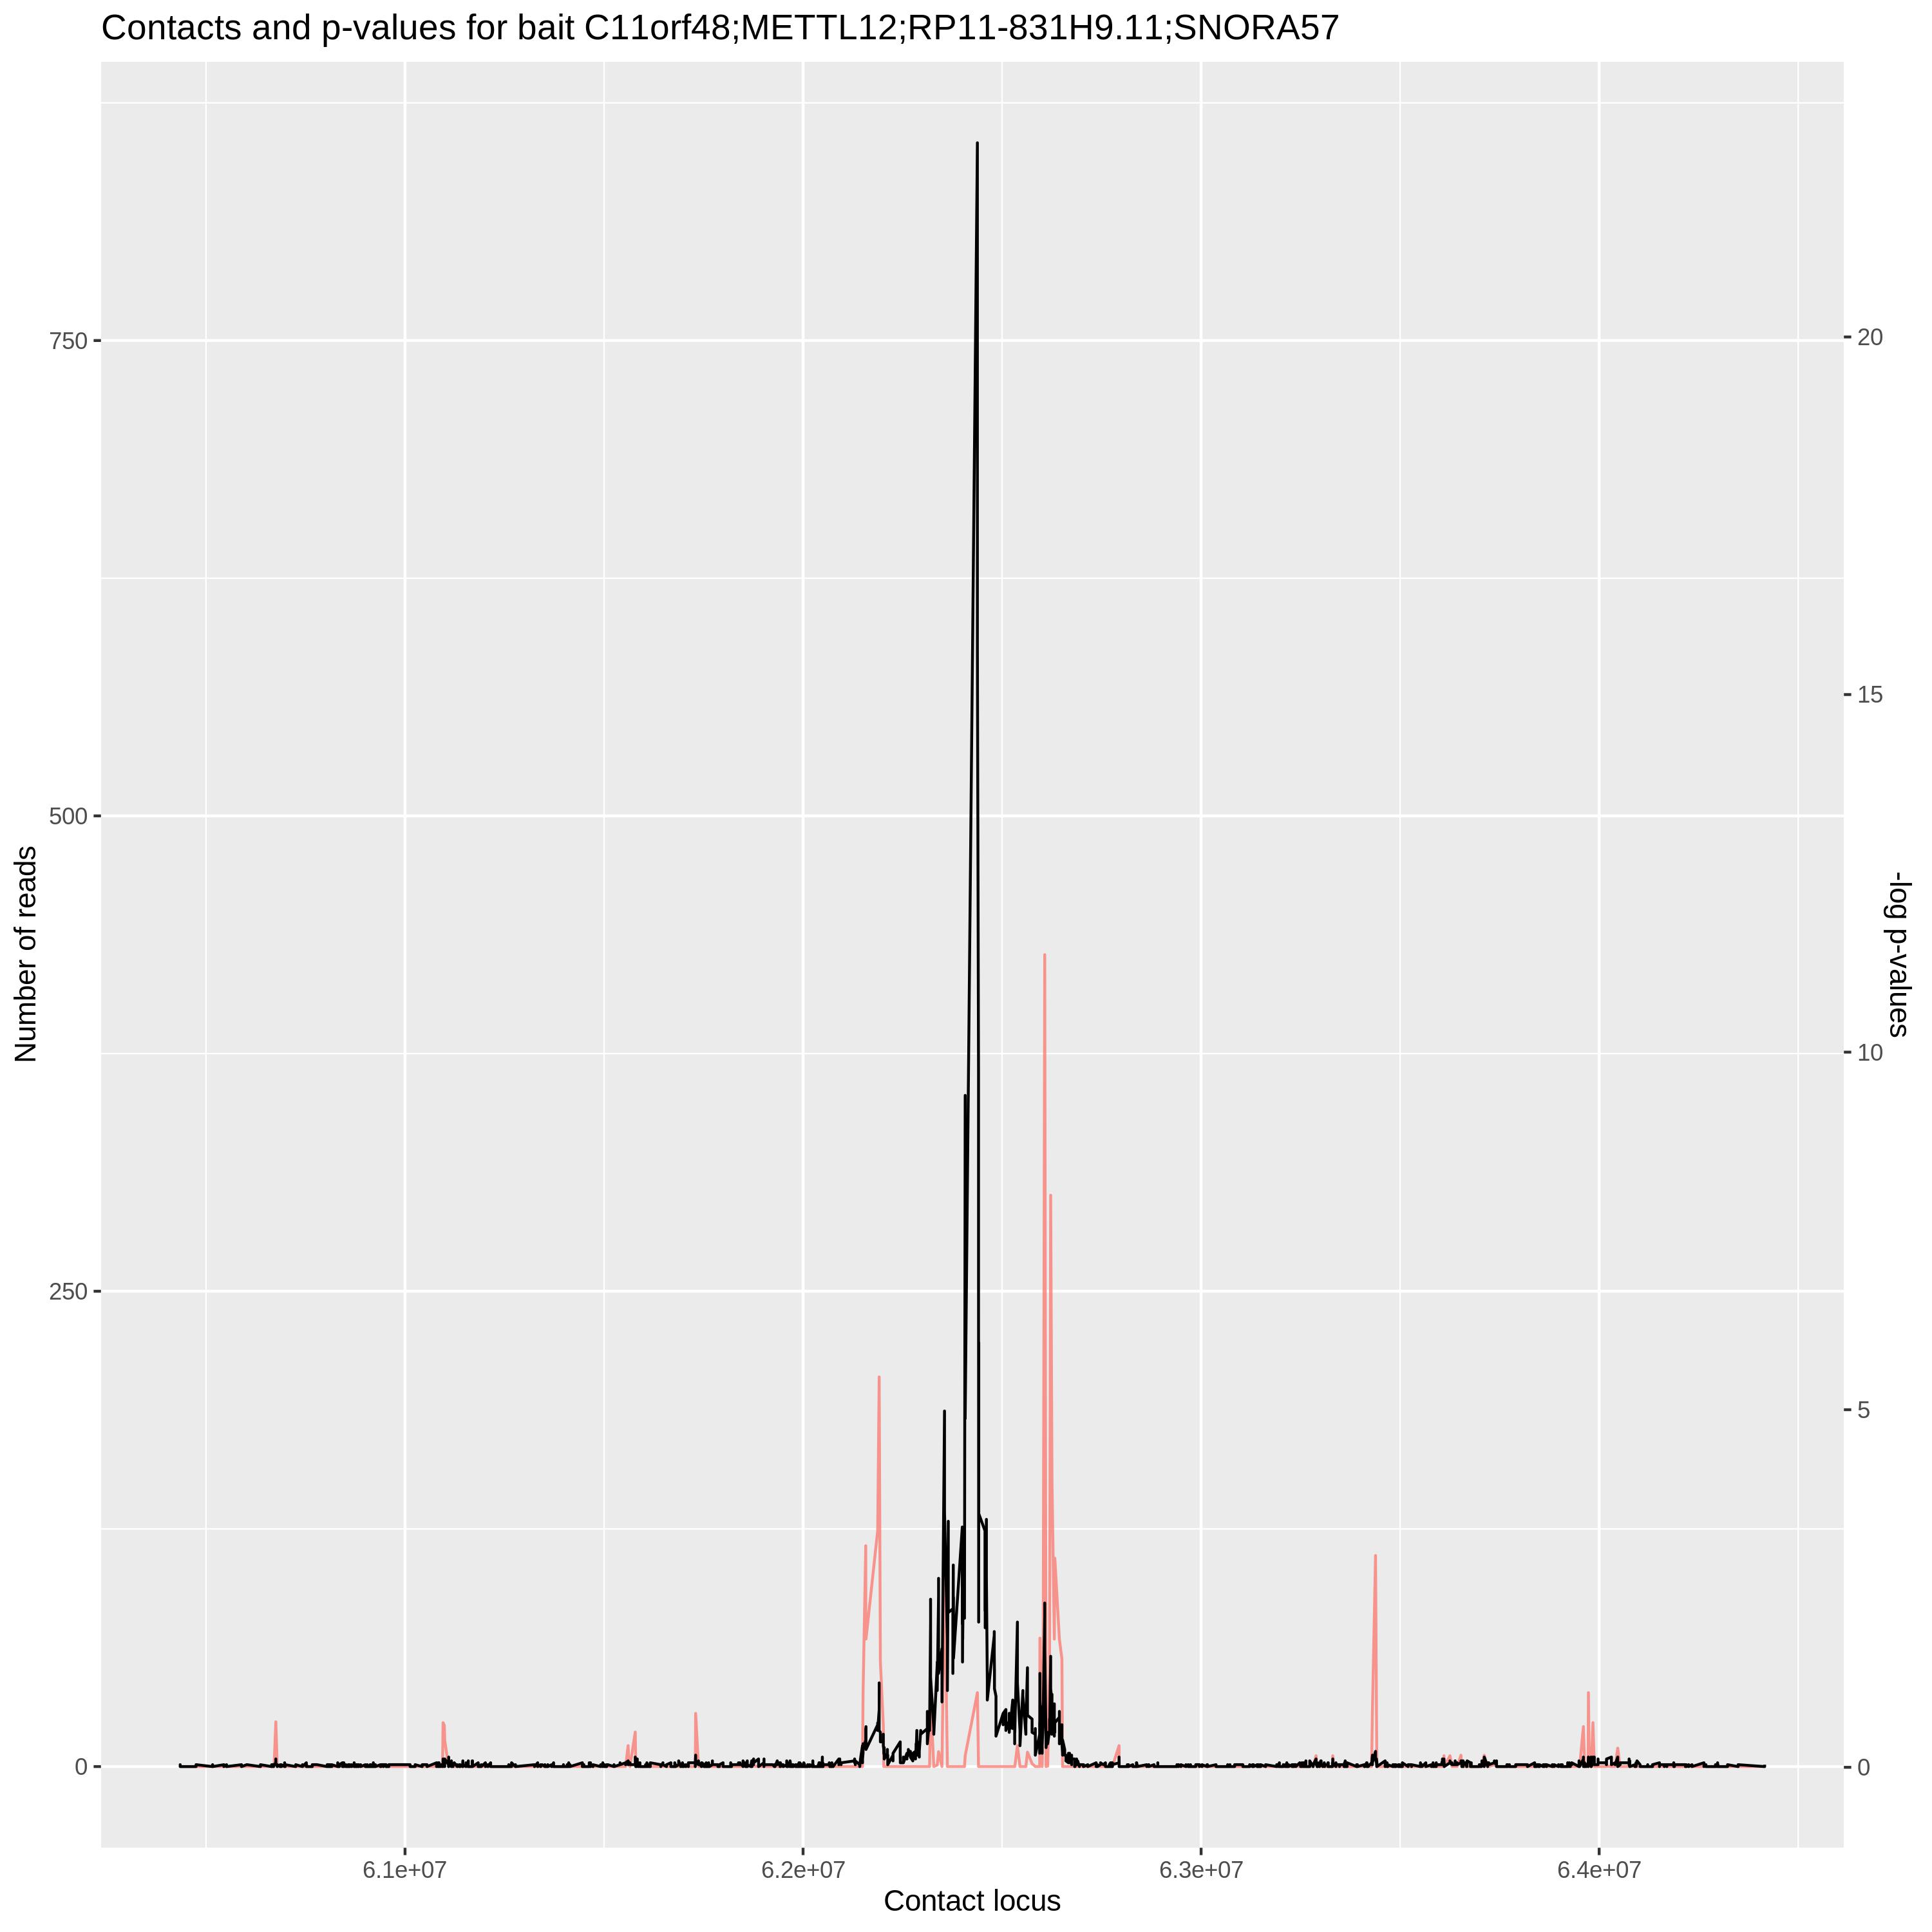 Contacts and p-values for bait C11orf48;METTL12;RP11-831H9.11;SNORA57
Number of reads
750
500
250
0
20
15
10
5
0
-log p-values
6.1e+07 6.2e+07 6.3e+07 6.4e+07
Contact locus